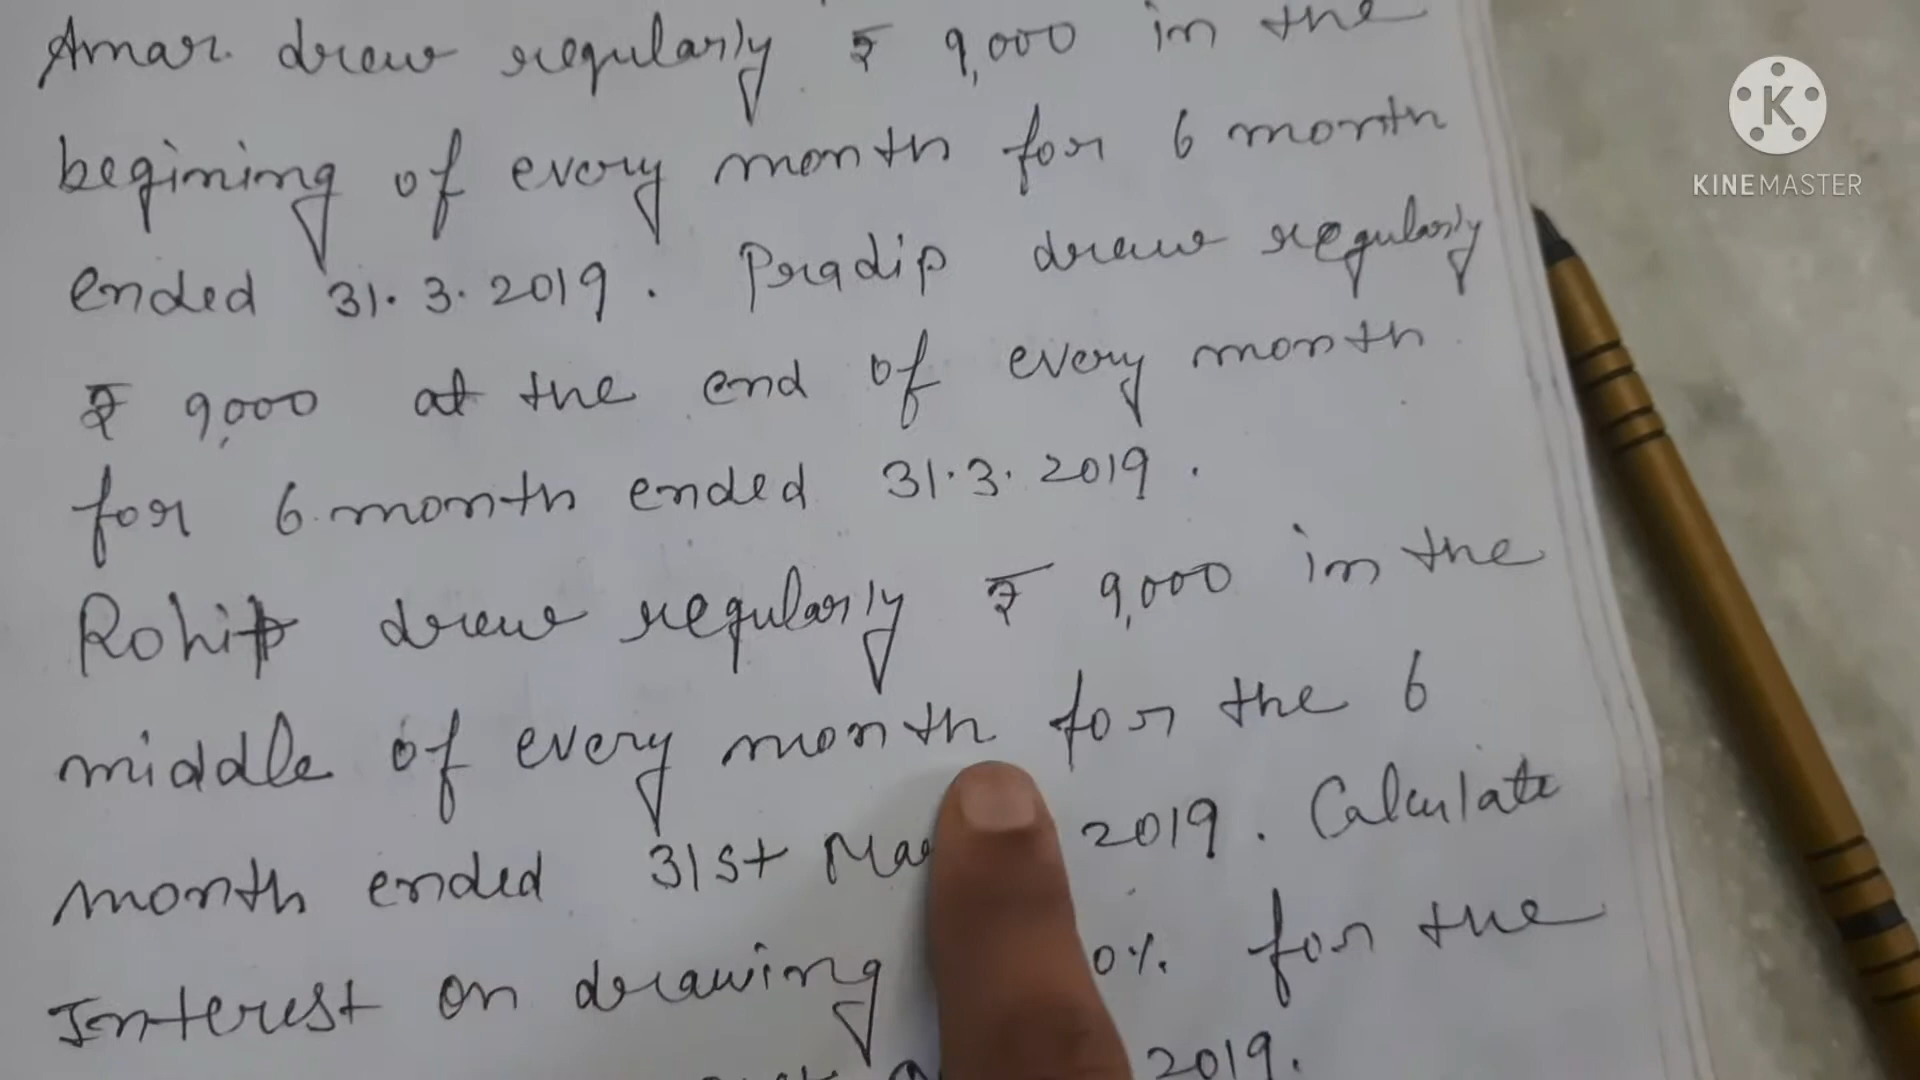 Amar. drew regularly ₹ 9,000 in the
begining of every month for 6 month
ended 31.3.2019. Pradip drew regularly
₹ 9,000 at the end of every month
for 6 month ended 31.3.2019.
Rohit drew regularly ₹ 9,000 in the
middle of every month for the 6
month ended 31st 2019. Calculate
Interest on drawing 0% for the
2019.
KINEMASTER